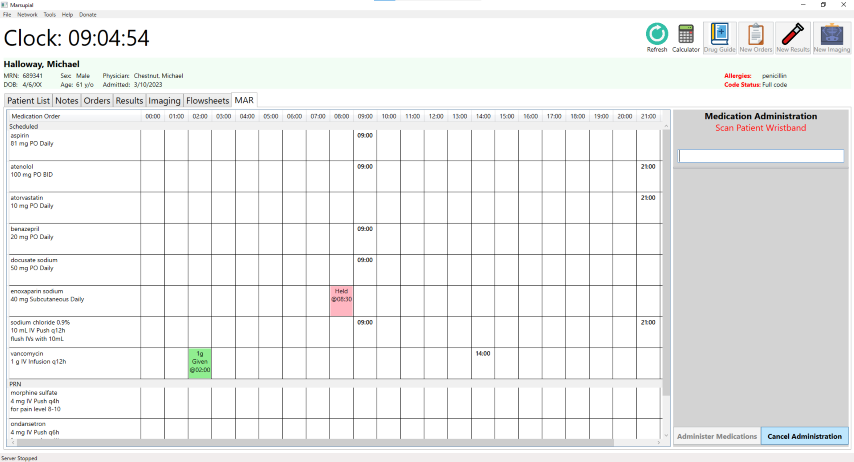 Marsupial
File Network Tools Help Donate
Clock: 09:04:54
Refresh Calculator Drug Guide New Orders New Results New Imaging
Halloway, Michael
MRN: 689341 Sex: Male Physician: Chestnut, Michael
DOB: 4/6/XX Age: 61 y/o Admitted: 3/10/2023
Allergies: penicillin
Code Status: Full code
Patient List Notes Orders Results Imaging Flowsheets MAR
Medication Order 00:00 01:00 02:00 03:00 04:00 05:00 06:00 07:00 08:00 09:00 10:00 11:00 12:00 13:00 14:00 15:00 16:00 17:00 18:00 19:00 20:00 21:00
Scheduled
aspirin 09:00
81 mg PO Daily
atenolol 09:00 21:00
100 mg PO BID
atorvastatin 21:00
10 mg PO Daily
benazepril 09:00
20 mg PO Daily
docusate sodium 09:00
50 mg PO Daily
enoxaparin sodium Held
40 mg Subcutaneous Daily @08:30
sodium chloride 0.9% 09:00 21:00
10 mL IV Push q12h
flush IVs with 10mL
vancomycin 1g 14:00
1 g IV Infusion q12h Given
@02:00
PRN
morphine sulfate
4 mg IV Push q4h
for pain level 8-10
ondansetron
4 mg IV Push q6h
Medication Administration
Scan Patient Wristband
Administer Medications Cancel Administration
Server Stopped